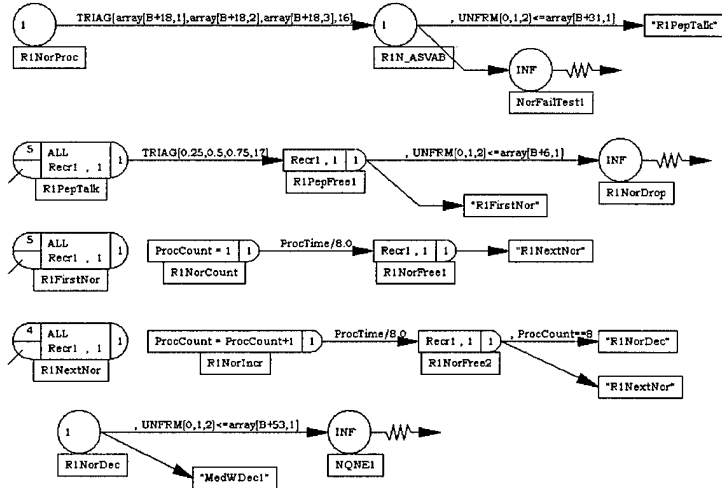 TRIAG[array[B+18,1],array[B+18,2],array[B+18,3],16]
, UNFRM[0,1,2]<=array[B+31,1]
1
1
"R1PepTalk"
R1NorProc
R1N_ASVAB
INF
NorFailTest1
5
ALL
Recr1 , 1
1
TRIAG[0.25,0.5,0.75,17]
Recr1, 1
1
, UNFRM[0,1,2]<=array[B+6,1]
INF
R1PepTalk
R1PepFree1
R1NorDrop
"R1FirstNor"
5
ALL
Recr1 , 1
1
ProcCount = 1
1
ProcTime/8.0
Recr1, 1
1
"R1NextNor"
R1FirstNor
R1NorCount
R1NorFree1
4
ALL
Recr1 , 1
1
ProcCount = ProcCount+1
1
ProcTime/8.0
Recr1, 1
1
, ProcCount==8
"R1NorDec"
R1NextNor
R1NorIncr
R1NorFree2
"R1NextNor"
1
, UNFRM[0,1,2]<=array[B+53,1]
INF
R1NorDec
NQNE1
"MedWDec1"